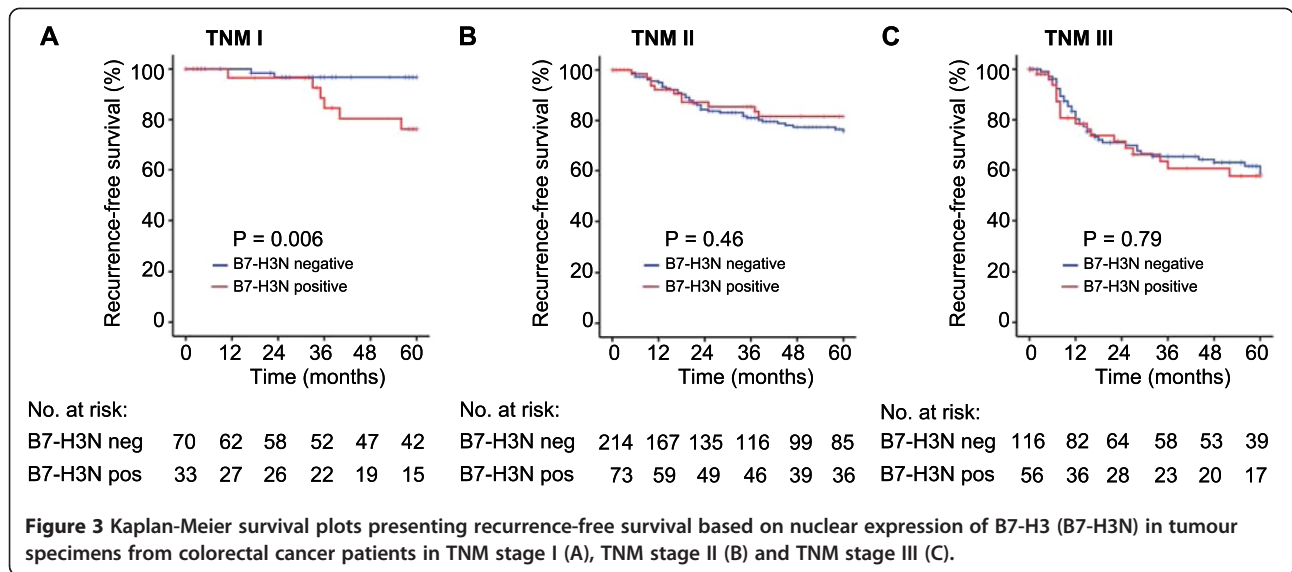 A TNM I
Recurrence-free survival (%)
100
80
60
40
20
0
P = 0.006
B7-H3N negative
B7-H3N positive
0 12 24 36 48 60
Time (months)
No. at risk:
B7-H3N neg 70 62 58 52 47 42
B7-H3N pos 33 27 26 22 19 15
B TNM II
Recurrence-free survival (%)
100
80
60
40
20
0
P = 0.46
B7-H3N negative
B7-H3N positive
0 12 24 36 48 60
Time (months)
No. at risk:
B7-H3N neg 214 167 135 116 99 85
B7-H3N pos 73 59 49 46 39 36
C TNM III
Recurrence-free survival (%)
100
80
60
40
20
0
P = 0.79
B7-H3N negative
B7-H3N positive
0 12 24 36 48 60
Time (months)
No. at risk:
B7-H3N neg 116 82 64 58 53 39
B7-H3N pos 56 36 28 23 20 17
Figure 3 Kaplan-Meier survival plots presenting recurrence-free survival based on nuclear expression of B7-H3 (B7-H3N) in tumour
specimens from colorectal cancer patients in TNM stage I (A), TNM stage II (B) and TNM stage III (C).